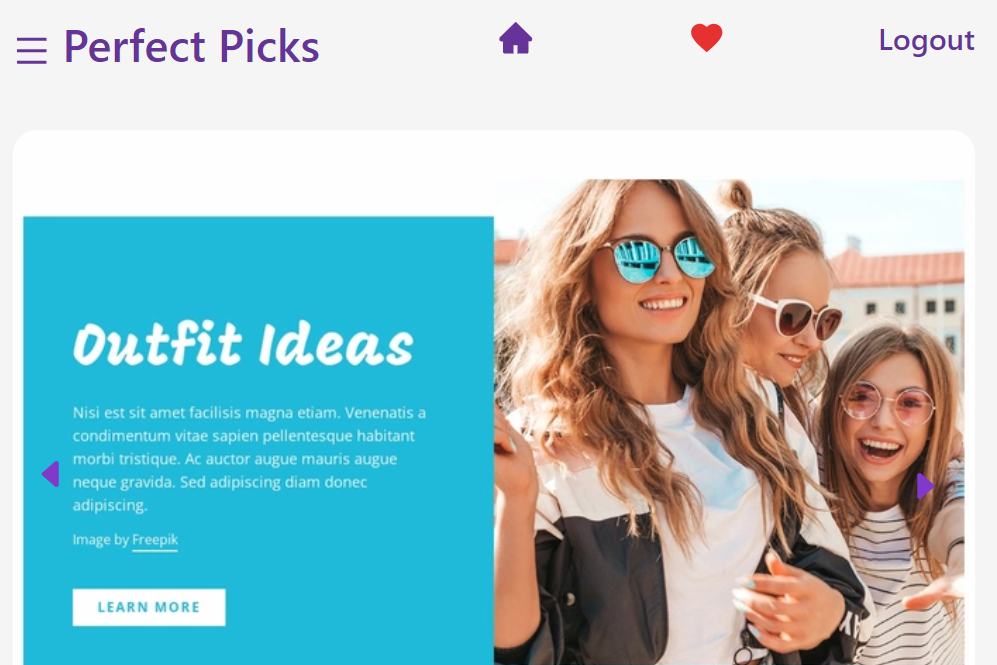 Perfect Picks
Logout
Outfit Ideas
Nisi est sit amet facilisis magna etiam. Venenatis a
condimentum vitae sapien pellentesque habitant
morbi tristique. Ac auctor augue mauris augue
neque gravida. Sed adipiscing diam donec
adipiscing.
Image by Freepik
LEARN MORE